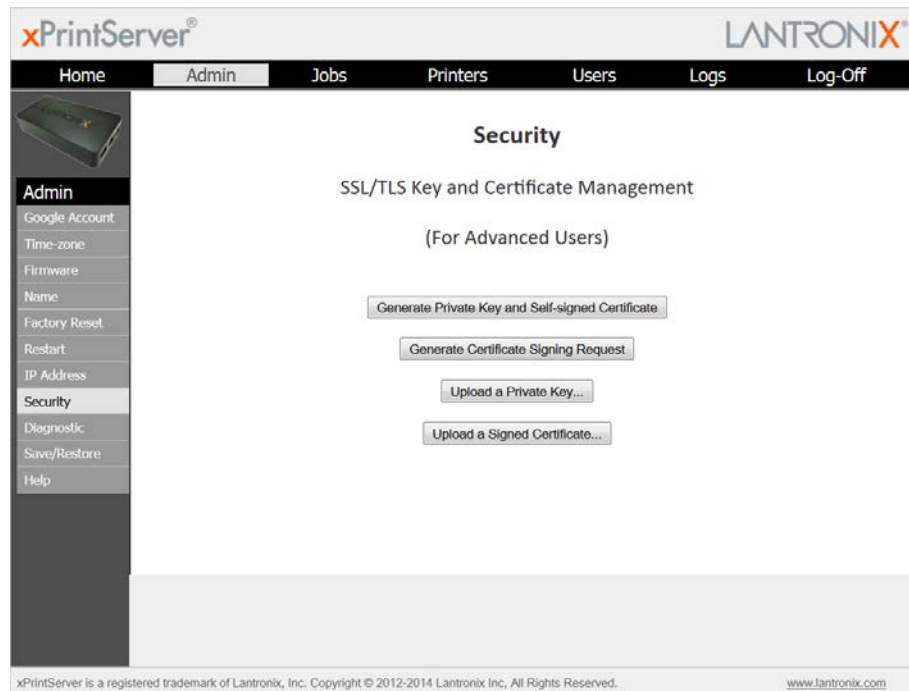 xPrintServer®
LANTRONIX®
Home Admin Jobs Printers Users Logs Log-Off
LANTRONIX
Security
SSL/TLS Key and Certificate Management
(For Advanced Users)
Admin
Google Account
Time-zone
Firmware
Name
Factory Reset
Restart
IP Address
Security
Diagnostic
Save/Restore
Help
Generate Private Key and Self-signed Certificate
Generate Certificate Signing Request
Upload a Private Key...
Upload a Signed Certificate...
xPrintServer is a registered trademark of Lantronix, Inc. Copyright © 2012-2014 Lantronix Inc, All Rights Reserved.
www.lantronix.com